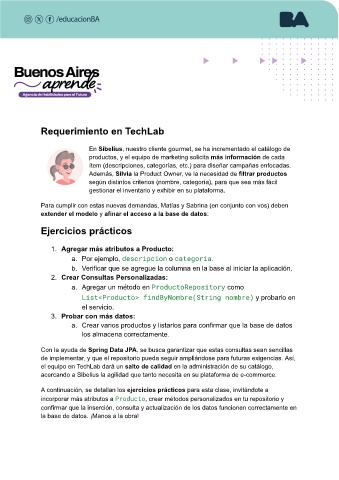 /educacionBA
BA
Buenos Aires
aprende
Agencia de Habilidades para el Futuro
Requerimiento en TechLab
En Sibelius, nuestro cliente gourmet, se ha incrementado el catálogo de
productos, y el equipo de marketing solicita más información de cada
ítem (descripciones, categorías, etc.) para diseñar campañas enfocadas.
Además, Silvia la Product Owner, ve la necesidad de filtrar productos
según distintos criterios (nombre, categoría), para que sea más fácil
gestionar el inventario y exhibir en su plataforma.
Para cumplir con estas nuevas demandas, Matías y Sabrina (en conjunto con vos) deben
extender el modelo y afinar el acceso a la base de datos:
Ejercicios prácticos
1. Agregar más atributos a Producto:
a. Por ejemplo, descripcion o categoria.
b. Verificar que se agregue la columna en la base al iniciar la aplicación.
2. Crear Consultas Personalizadas:
a. Agregar un método en ProductoRepository como
List<Producto> findByNombre(String nombre) y probarlo en
el servicio.
3. Probar con más datos:
a. Crear varios productos y listarlos para confirmar que la base de datos
los almacena correctamente.
Con la ayuda de Spring Data JPA, se busca garantizar que estas consultas sean sencillas
de implementar, y que el repositorio pueda seguir ampliándose para futuras exigencias. Así,
el equipo en TechLab dará un salto de calidad en la administración de su catálogo,
acercando a Sibelius la agilidad que tanto necesita en su plataforma de e-commerce.
A continuación, se detallan los ejercicios prácticos para esta clase, invitándote a
incorporar más atributos a Producto, crear métodos personalizados en tu repositorio y
confirmar que la inserción, consulta y actualización de los datos funcionen correctamente en
la base de datos. ¡Manos a la obra!